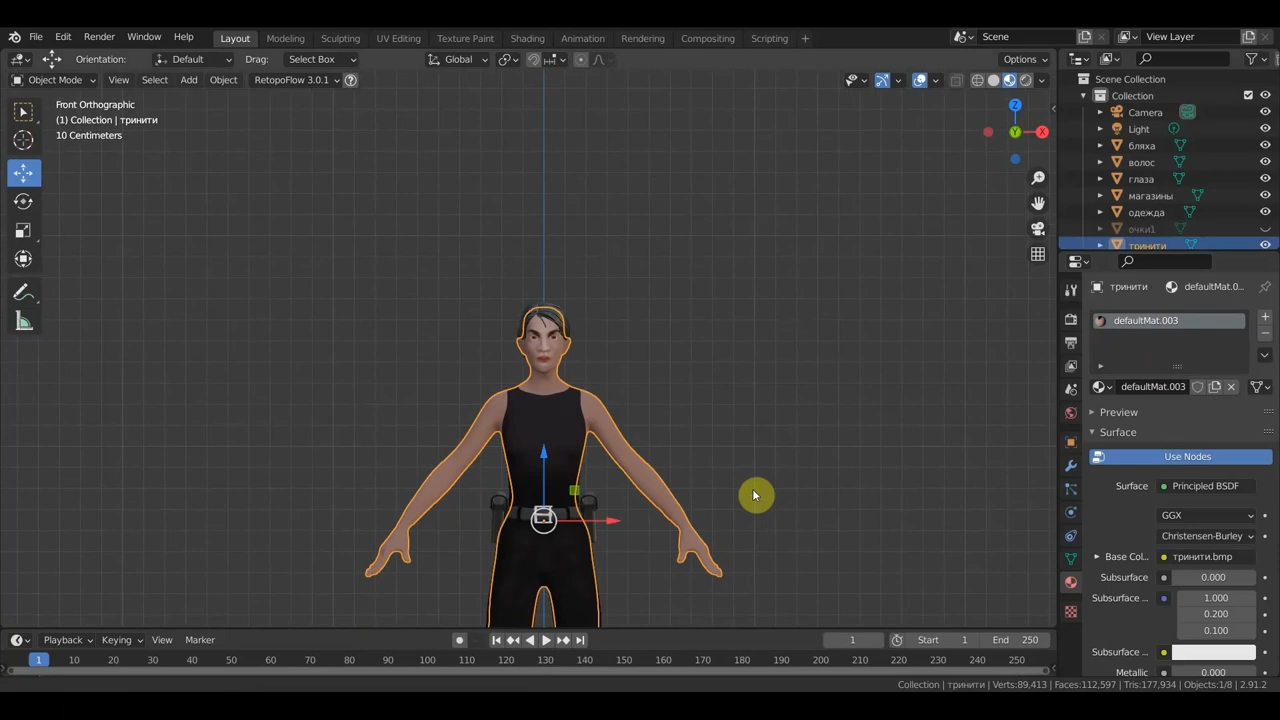 File Edit Render Window Help Layout Modeling Sculpting UV Editing Texture Paint Shading Animation Rendering Compositing Scripting + Scene View Layer
Orientation: Default Drag: Select Box Global Options
Object Mode View Select Add Object RetopoFlow 3.0.1 Scene Collection
Front Orthographic
(1) Collection | тринити
10 Centimeters
Z
Y
X
Collection
Camera
Light
бляха
волос
глаза
магазины
одежда
очки1
тринити
тринити defaultMat.0...
defaultMat.003
defaultMat.003
Preview
Surface
Use Nodes
Surface Principled BSDF
GGX
Christensen-Burley
Base Col... тринити.bmp
Subsurface 0.000
Subsurface ... 1.000
0.200
0.100
Subsurface ...
Metallic 0.000
Playback Keying View Marker 1 Start 1 End 250
1 10 20 30 40 50 60 70 80 90 100 110 120 130 140 150 160 170 180 190 200 210 220 230 240 250
Collection | тринити | Verts:89,413 | Faces:112,597 | Tris:177,934 | Objects:1/8 | 2.91.2